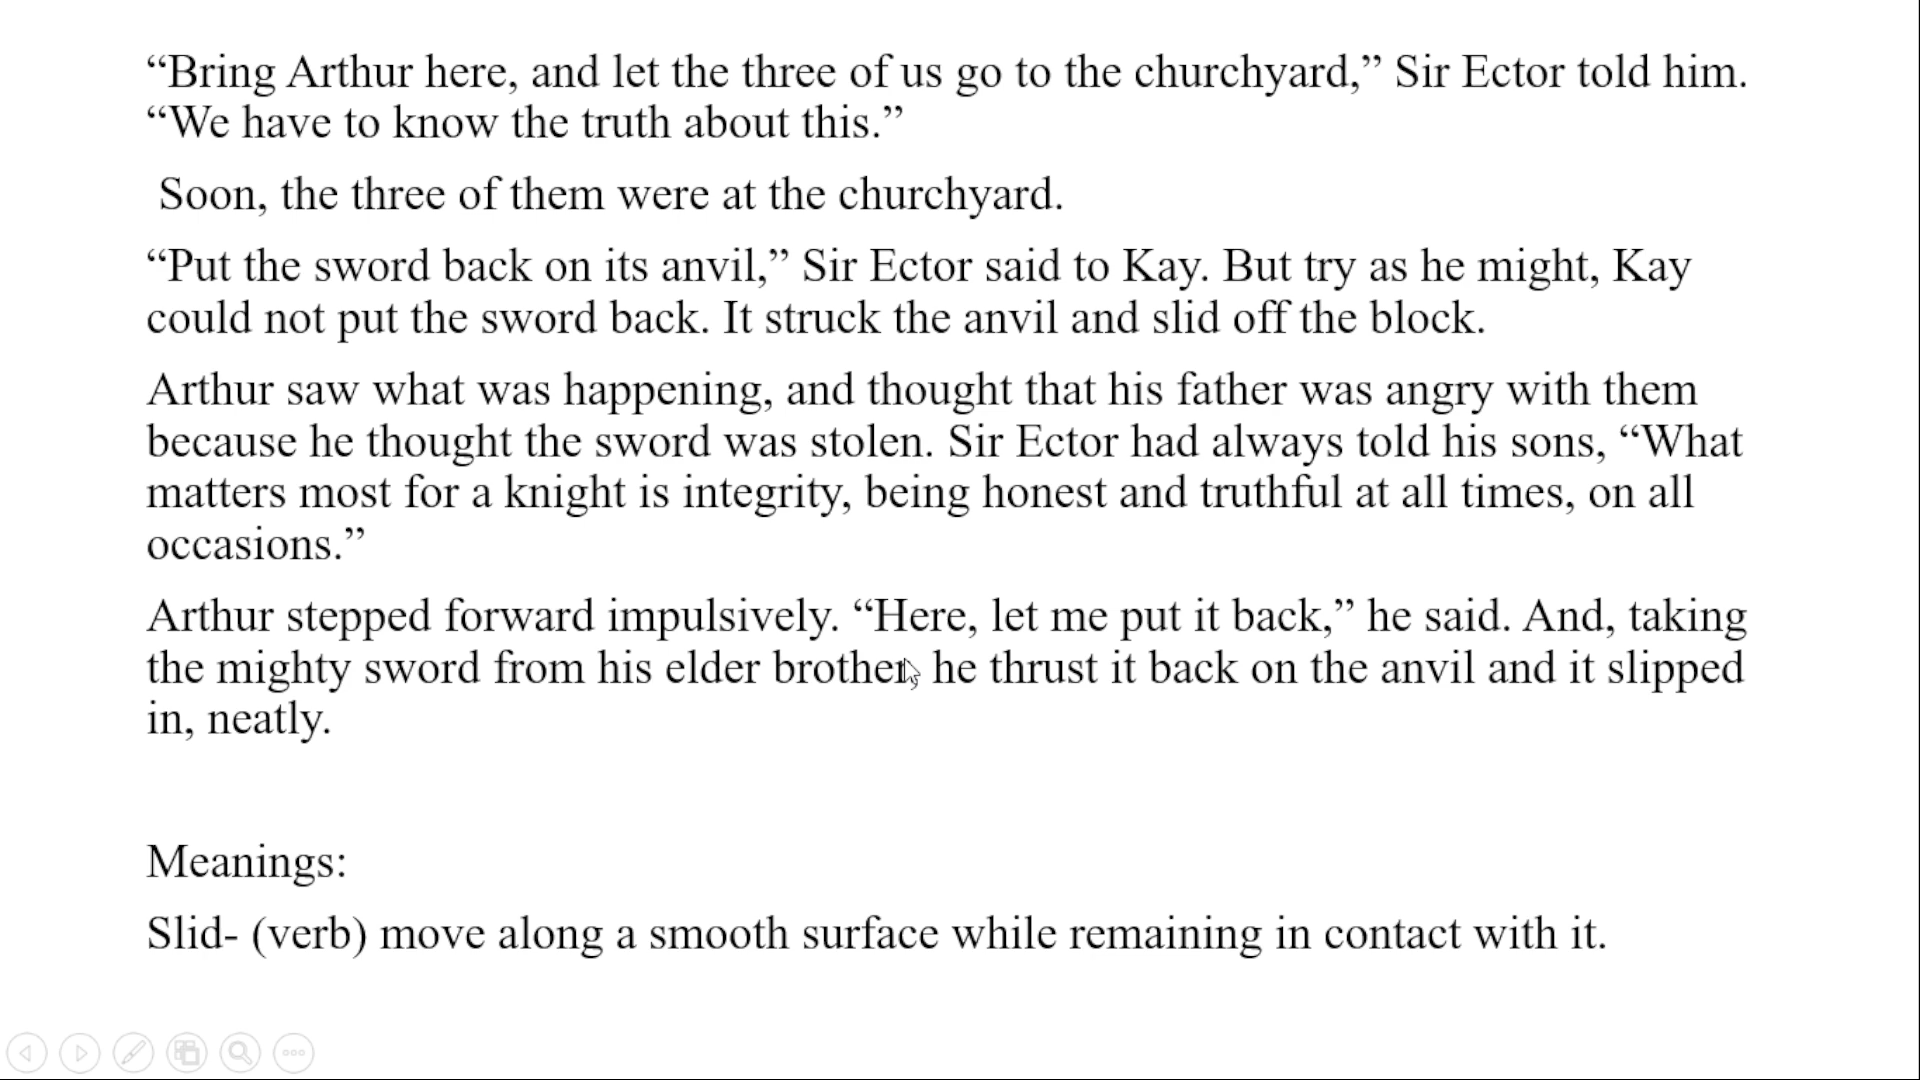 “Bring Arthur here, and let the three of us go to the churchyard,” Sir Ector told him.
“We have to know the truth about this.”
Soon, the three of them were at the churchyard.
“Put the sword back on its anvil,” Sir Ector said to Kay. But try as he might, Kay
could not put the sword back. It struck the anvil and slid off the block.
Arthur saw what was happening, and thought that his father was angry with them
because he thought the sword was stolen. Sir Ector had always told his sons, “What
matters most for a knight is integrity, being honest and truthful at all times, on all
occasions.”
Arthur stepped forward impulsively. “Here, let me put it back,” he said. And, taking
the mighty sword from his elder brother, he thrust it back on the anvil and it slipped
in, neatly.
Meanings:
Slid- (verb) move along a smooth surface while remaining in contact with it.